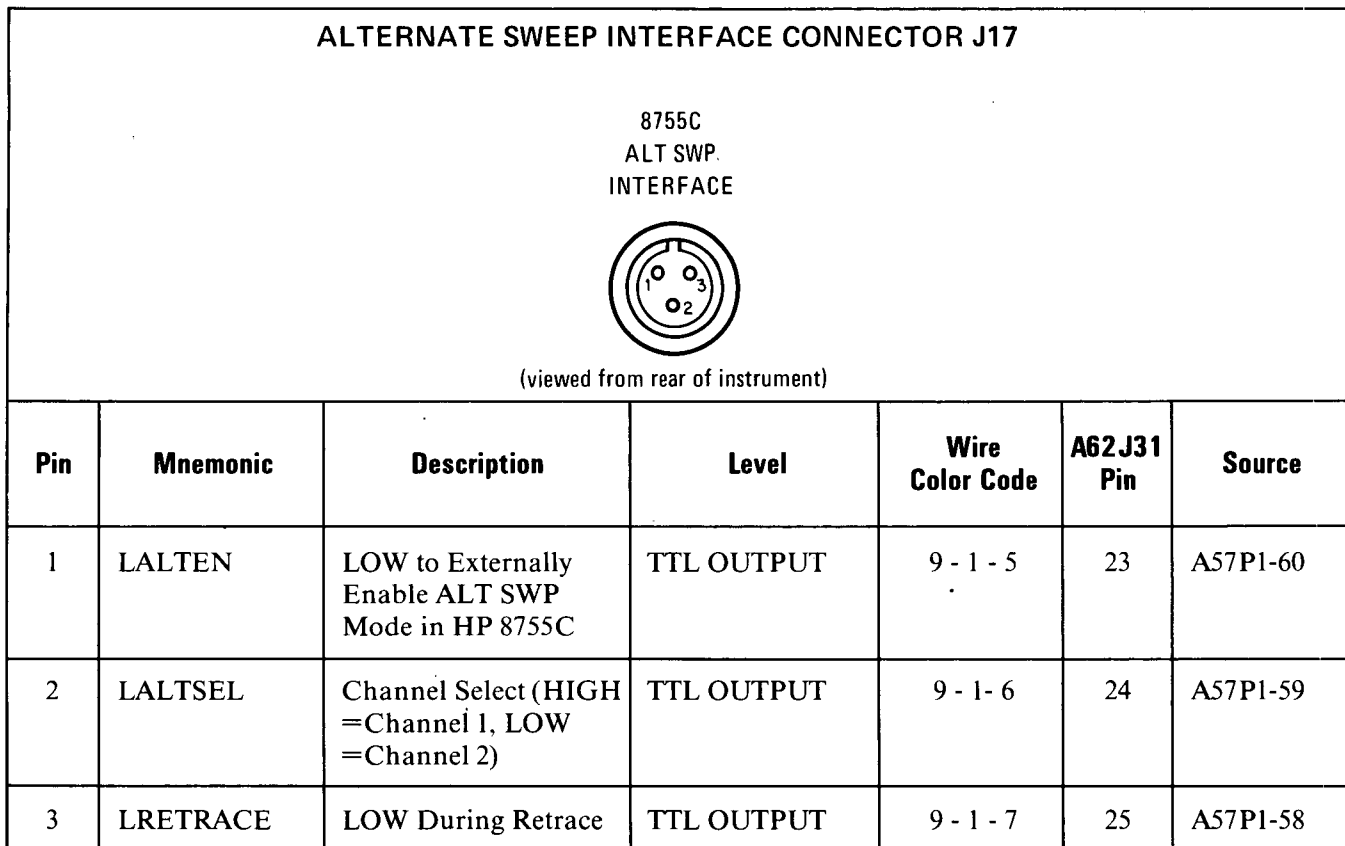 ALTERNATE SWEEP INTERFACE CONNECTOR J17
8755C
ALT SWP
INTERFACE
1 3
2
(viewed from rear of instrument)
Pin Mnemonic Description Level Wire Color Code A62J31 Pin Source
1 LALTEN LOW to Externally TTL OUTPUT 9 - 1 - 5 23 A57P1-60
Enable ALT SWP
Mode in HP 8755C
2 LALTSEL Channel Select (HIGH TTL OUTPUT 9 - 1- 6 24 A57P1-59
=Channel 1, LOW
=Channel 2)
3 LRETRACE LOW During Retrace TTL OUTPUT 9 - 1 - 7 25 A57P1-58